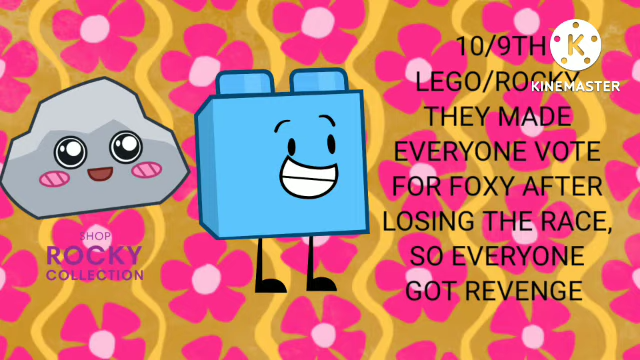 10/9TH
LEGO/ROCKY
THEY MADE
EVERYONE VOTE
FOR FOXY AFTER
LOSING THE RACE,
SO EVERYONE
GOT REVENGE
K
KINEMASTER
SHOP
ROCKY
COLLECTION